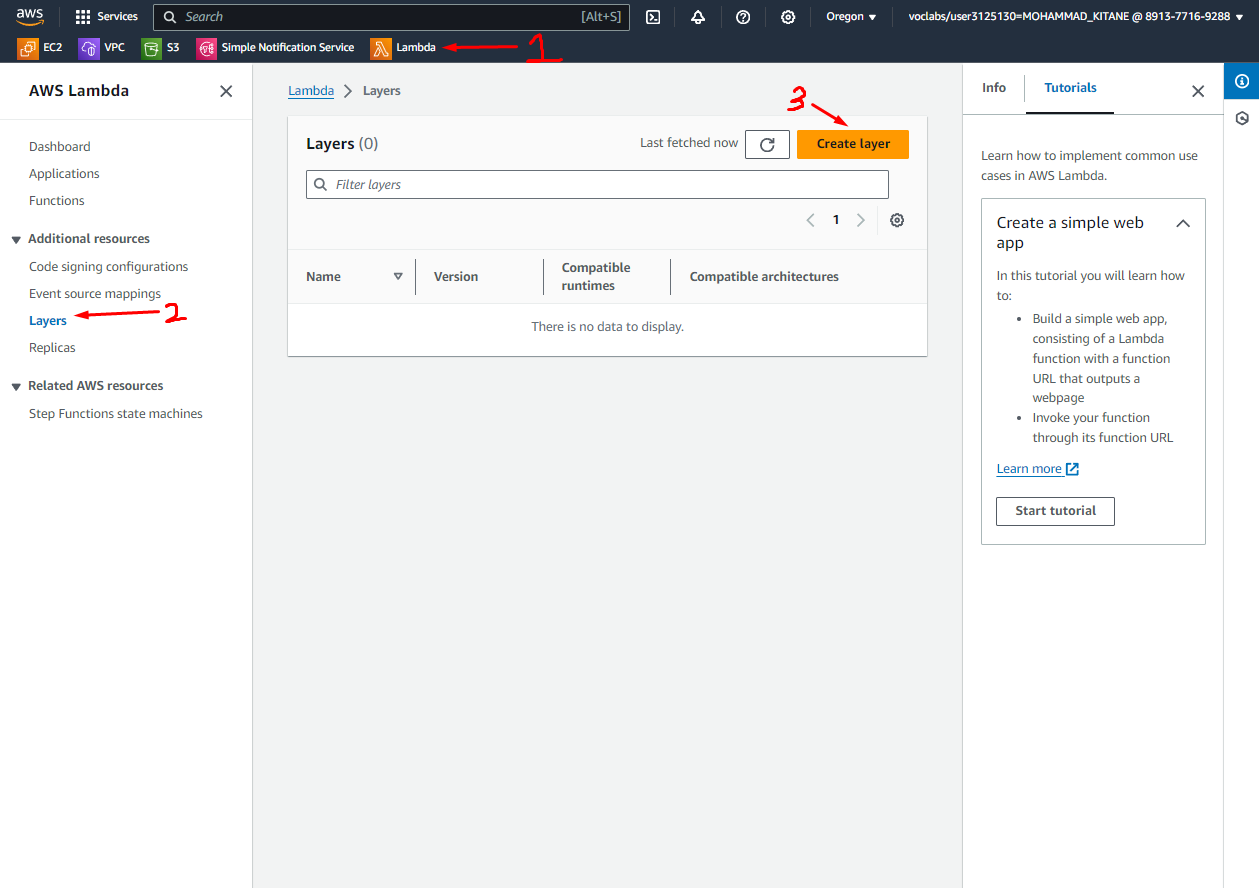 aws
Services
Search
[Alt+S]
Oregon
voclabs/user3125130=MOHAMMAD_KITANE @ 8913-7716-9288
EC2
VPC
S3
Simple Notification Service
Lambda
1
AWS Lambda
Dashboard
Applications
Functions
Additional resources
Code signing configurations
Event source mappings
Layers
2
Replicas
Related AWS resources
Step Functions state machines
Lambda
Layers
3
Layers (0)
Last fetched now
Create layer
Filter layers
1
Name
Version
Compatible
runtimes
Compatible architectures
There is no data to display.
Info
Tutorials
Learn how to implement common use
cases in AWS Lambda.
Create a simple web
app
In this tutorial you will learn how
to:
• Build a simple web app,
consisting of a Lambda
function with a function
URL that outputs a
webpage
• Invoke your function
through its function URL
Learn more
Start tutorial